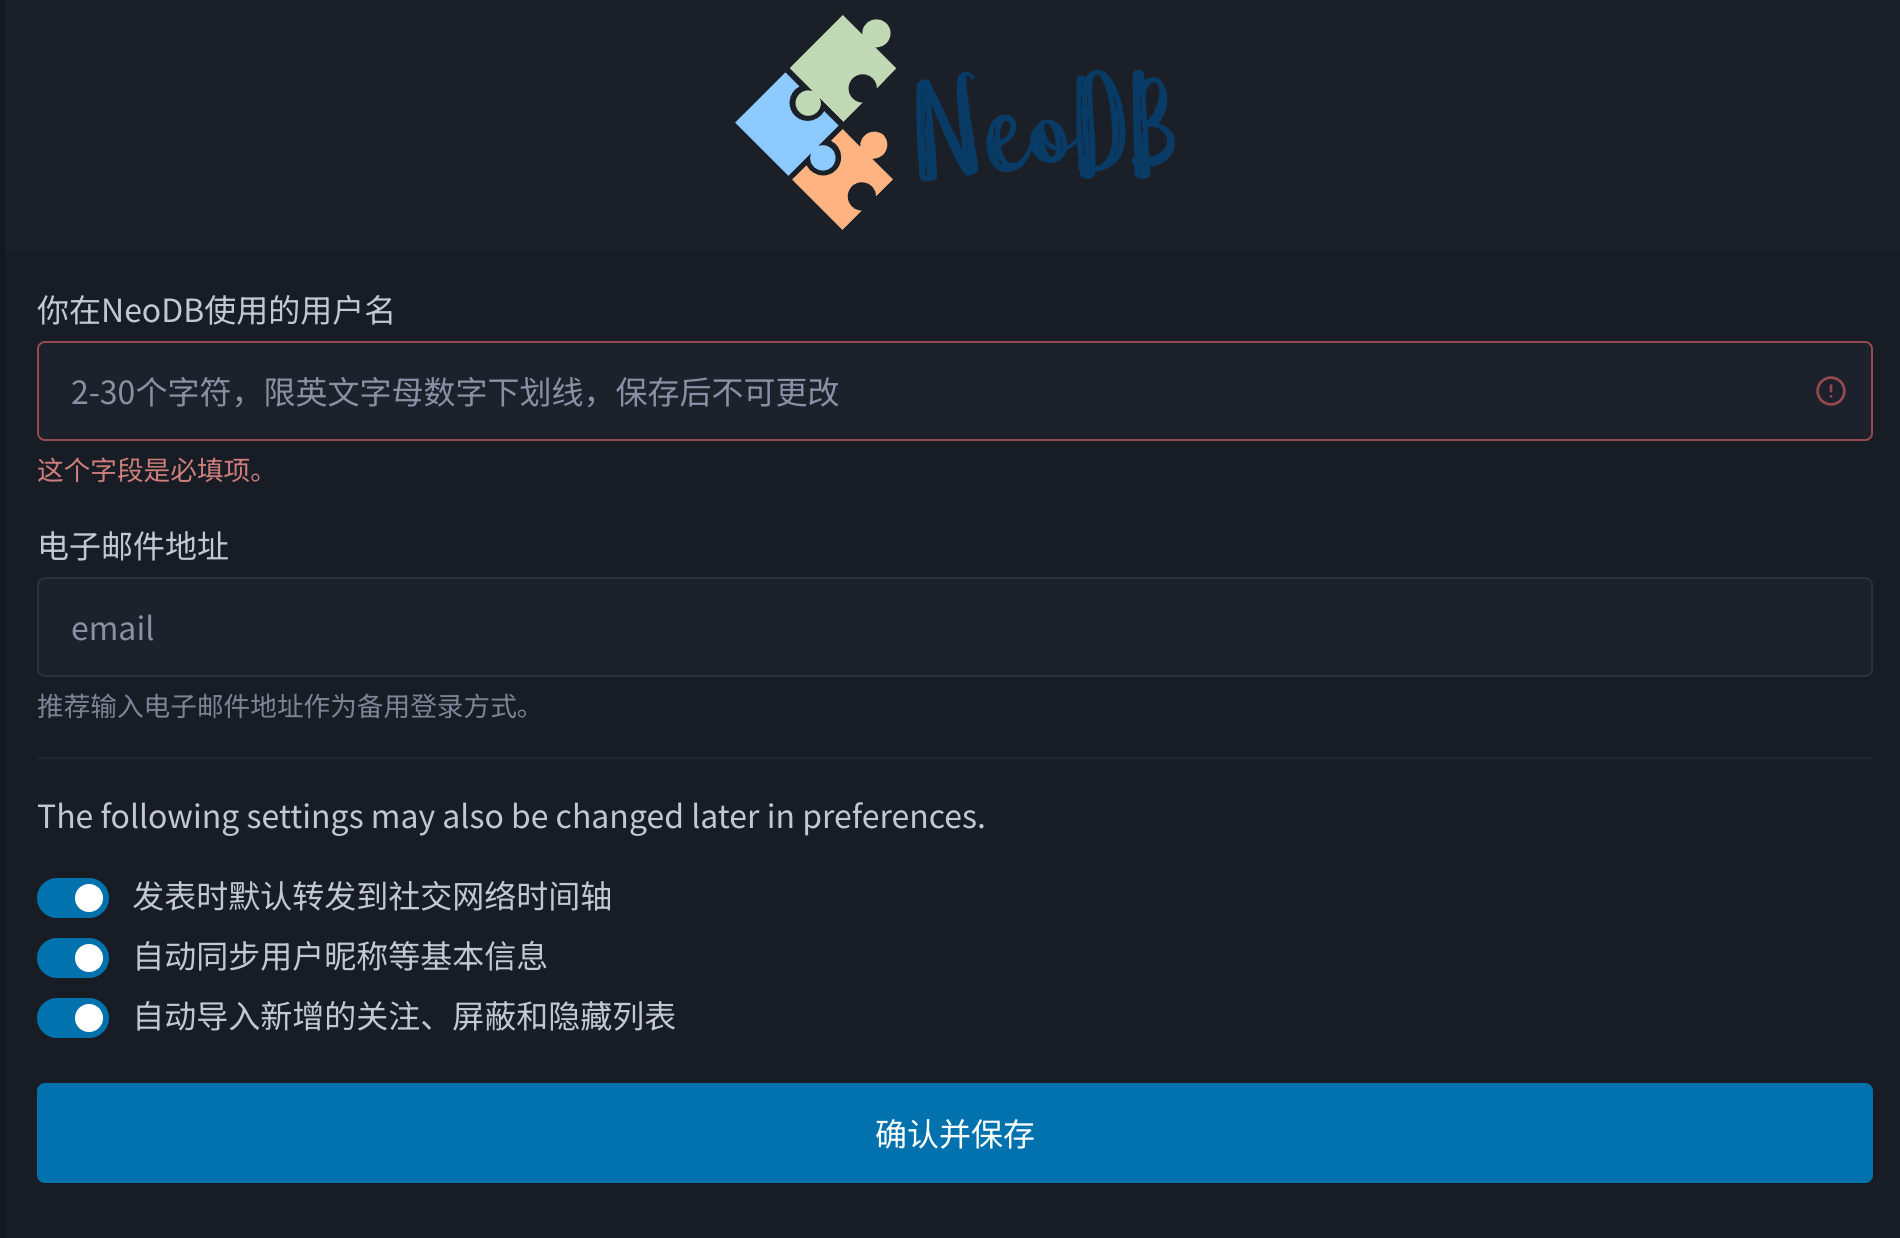 NeoDB
你在NeoDB使用的用户名
2-30个字符，限英文字母数字下划线，保存后不可更改
这个字段是必填项。
电子邮件地址
email
推荐输入电子邮件地址作为备用登录方式。
The following settings may also be changed later in preferences.
发表时默认转发到社交网络时间轴
自动同步用户昵称等基本信息
自动导入新增的关注、屏蔽和隐藏列表
确认并保存